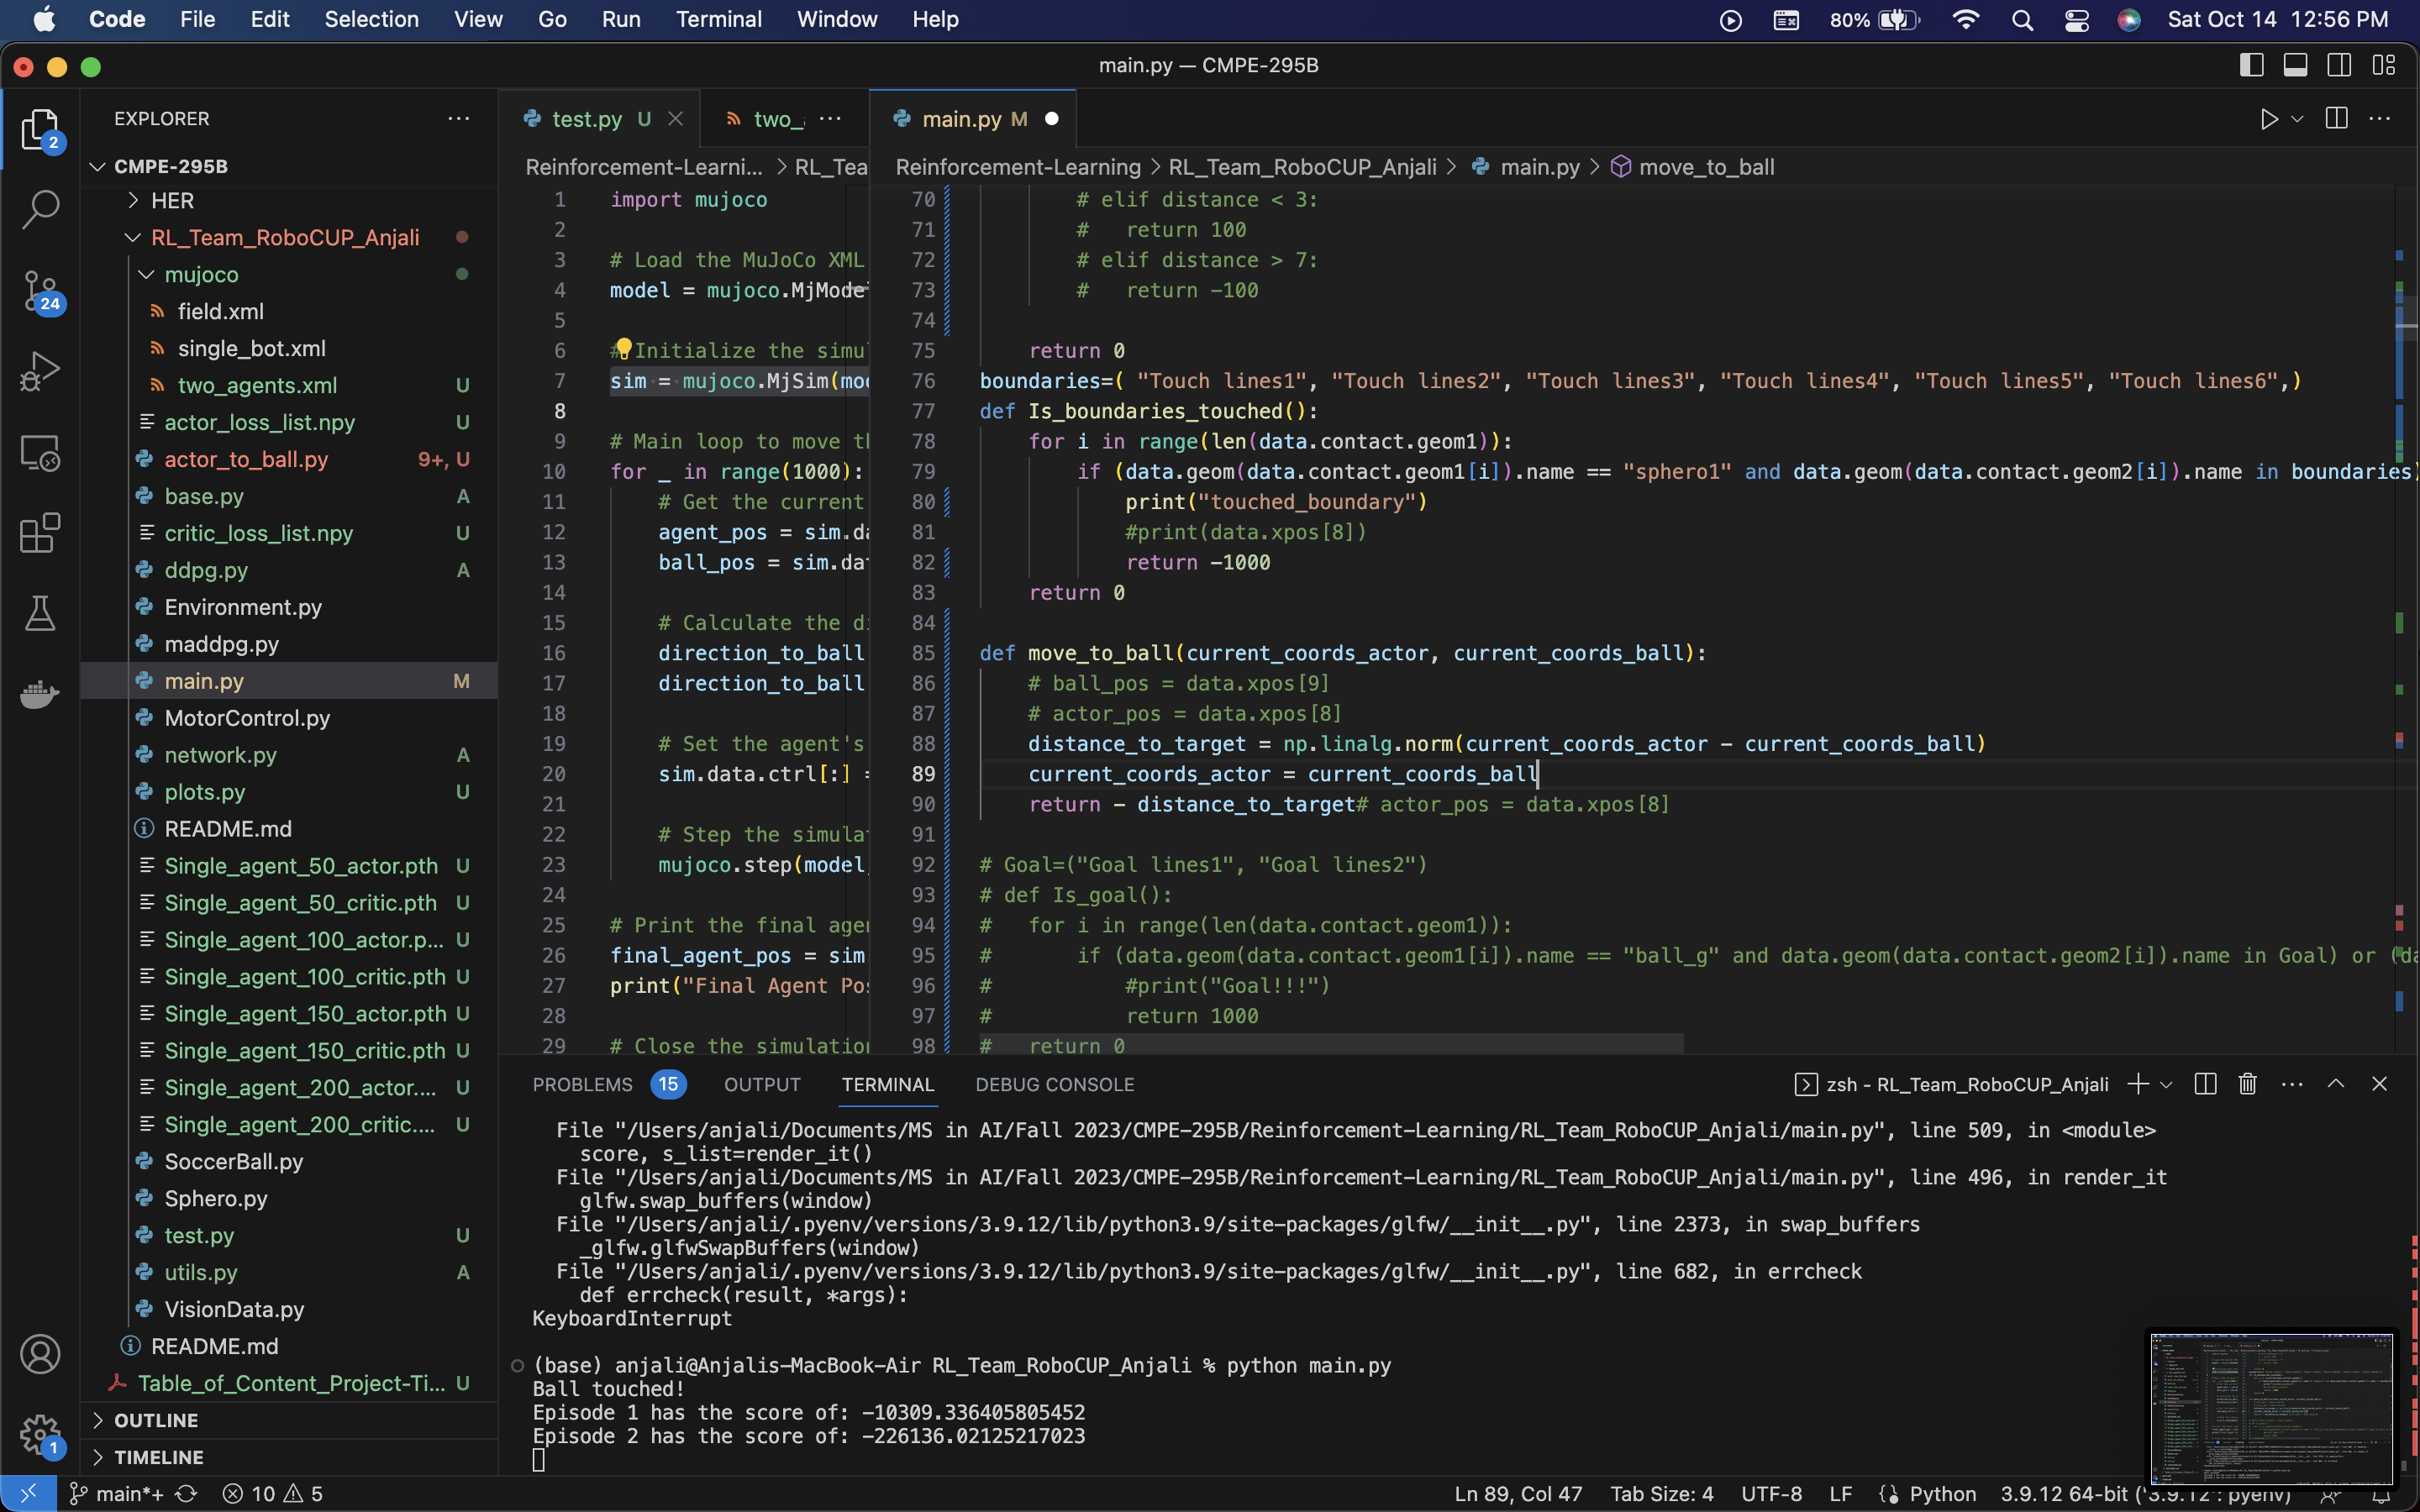 Code File Edit Selection View Go Run Terminal Window Help 80% Sat Oct 14 12:56 PM
main.py — CMPE-295B
EXPLORER
2
CMPE-295B
HER
RL_Team_RoboCUP_Anjali
mujoco
24
field.xml
single_bot.xml
two_agents.xml U
actor_loss_list.npy U
actor_to_ball.py 9+, U
base.py A
critic_loss_list.npy U
ddpg.py A
Environment.py
maddpg.py
main.py M
MotorControl.py
network.py A
plots.py U
README.md
Single_agent_50_actor.pth U
Single_agent_50_critic.pth U
Single_agent_100_actor.p... U
Single_agent_100_critic.pth U
Single_agent_150_actor.pth U
Single_agent_150_critic.pth U
Single_agent_200_actor.... U
Single_agent_200_critic.... U
SoccerBall.py
Sphero.py
test.py U
utils.py A
VisionData.py
README.md
Table_of_Content_Project-Ti... U
OUTLINE
1
TIMELINE
test.py U two_
Reinforcement-Learni... > RL_Tea
1 import mujoco
2
3 # Load the MuJoCo XML
4 model = mujoco.MjMode
5
6 # Initialize the simu
7 sim = mujoco.MjSim(mo
8
9 # Main loop to move t
10 for _ in range(1000):
11 # Get the current
12 agent_pos = sim.da
13 ball_pos = sim.da
14
15 # Calculate the d
16 direction_to_ball
17 direction_to_ball
18
19 # Set the agent's
20 sim.data.ctrl[:] =
21
22 # Step the simula
23 mujoco.step(model
24
25 # Print the final age
26 final_agent_pos = sim
27 print("Final Agent Po
28
29 # Close the simulatio
main.py M
Reinforcement-Learning > RL_Team_RoboCUP_Anjali > main.py > move_to_ball
70 # elif distance < 3:
71 # return 100
72 # elif distance > 7:
73 # return -100
74
75 return 0
76 boundaries=( "Touch lines1", "Touch lines2", "Touch lines3", "Touch lines4", "Touch lines5", "Touch lines6",)
77 def Is_boundaries_touched():
78 for i in range(len(data.contact.geom1)):
79 if (data.geom(data.contact.geom1[i]).name == "sphero1" and data.geom(data.contact.geom2[i]).name in boundaries)
80 print("touched_boundary")
81 #print(data.xpos[8])
82 return -1000
83 return 0
84
85 def move_to_ball(current_coords_actor, current_coords_ball):
86 # ball_pos = data.xpos[9]
87 # actor_pos = data.xpos[8]
88 distance_to_target = np.linalg.norm(current_coords_actor - current_coords_ball)
89 current_coords_actor = current_coords_ball
90 return - distance_to_target# actor_pos = data.xpos[8]
91
92 # Goal=("Goal lines1", "Goal lines2")
93 # def Is_goal():
94 # for i in range(len(data.contact.geom1)):
95 # if (data.geom(data.contact.geom1[i]).name == "ball_g" and data.geom(data.contact.geom2[i]).name in Goal) or (da
96 # #print("Goal!!!")
97 # return 1000
98 # return 0
PROBLEMS 15 OUTPUT TERMINAL DEBUG CONSOLE zsh - RL_Team_RoboCUP_Anjali
File "/Users/anjali/Documents/MS in AI/Fall 2023/CMPE-295B/Reinforcement-Learning/RL_Team_RoboCUP_Anjali/main.py", line 509, in <module>
score, s_list=render_it()
File "/Users/anjali/Documents/MS in AI/Fall 2023/CMPE-295B/Reinforcement-Learning/RL_Team_RoboCUP_Anjali/main.py", line 496, in render_it
glfw.swap_buffers(window)
File "/Users/anjali/.pyenv/versions/3.9.12/lib/python3.9/site-packages/glfw/__init__.py", line 2373, in swap_buffers
_glfw.glfwSwapBuffers(window)
File "/Users/anjali/.pyenv/versions/3.9.12/lib/python3.9/site-packages/glfw/__init__.py", line 682, in errcheck
def errcheck(result, *args):
KeyboardInterrupt
(base) anjali@Anjalis-MacBook-Air RL_Team_RoboCUP_Anjali % python main.py
Ball touched!
Episode 1 has the score of: -10309.336405805452
Episode 2 has the score of: -226136.02125217023
main*+ 10 5 Ln 89, Col 47 Tab Size: 4 UTF-8 LF Python 3.9.12 64-bit ('3.9.12': pyenv)